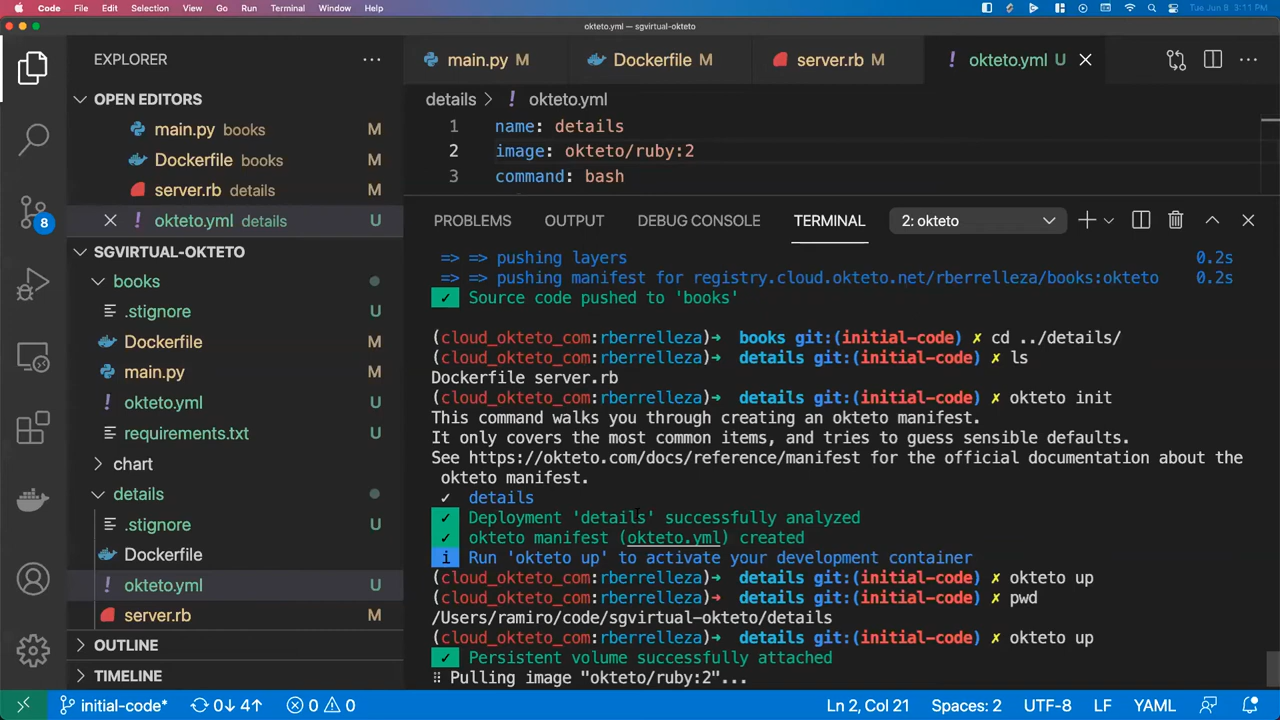 Code File Edit Selection View Go Run Terminal Window Help Tue Jun 8 3:11 PM
okteto.yml — sgvirtual-okteto
EXPLORER
OPEN EDITORS
main.py books M
Dockerfile books M
server.rb details M
okteto.yml details U
SGVIRTUAL-OKTETO
books
.stignore U
Dockerfile M
main.py M
okteto.yml U
requirements.txt U
chart
details
.stignore U
Dockerfile
okteto.yml U
server.rb M
OUTLINE
TIMELINE
8
main.py M Dockerfile M server.rb M okteto.yml U
details > okteto.yml
1 name: details
2 image: okteto/ruby:2
3 command: bash
PROBLEMS OUTPUT DEBUG CONSOLE TERMINAL 2: okteto
=> => pushing layers 0.2s
=> => pushing manifest for registry.cloud.okteto.net/rberrelleza/books:okteto 0.2s
✓ Source code pushed to 'books'
(cloud_okteto_com:rberrelleza)➜ books git:(initial-code) ✗ cd ../details/
(cloud_okteto_com:rberrelleza)➜ details git:(initial-code) ✗ ls
Dockerfile server.rb
(cloud_okteto_com:rberrelleza)➜ details git:(initial-code) ✗ okteto init
This command walks you through creating an okteto manifest.
It only covers the most common items, and tries to guess sensible defaults.
See https://okteto.com/docs/reference/manifest for the official documentation about the
okteto manifest.
✓ details
✓ Deployment 'details' successfully analyzed
✓ okteto manifest (okteto.yml) created
i Run 'okteto up' to activate your development container
(cloud_okteto_com:rberrelleza)➜ details git:(initial-code) ✗ okteto up
(cloud_okteto_com:rberrelleza)➜ details git:(initial-code) ✗ pwd
/Users/ramiro/code/sgvirtual-okteto/details
(cloud_okteto_com:rberrelleza)➜ details git:(initial-code) ✗ okteto up
✓ Persistent volume successfully attached
⠿ Pulling image "okteto/ruby:2"...
initial-code* 0↓ 4↑ 0 0 Ln 2, Col 21 Spaces: 2 UTF-8 LF YAML